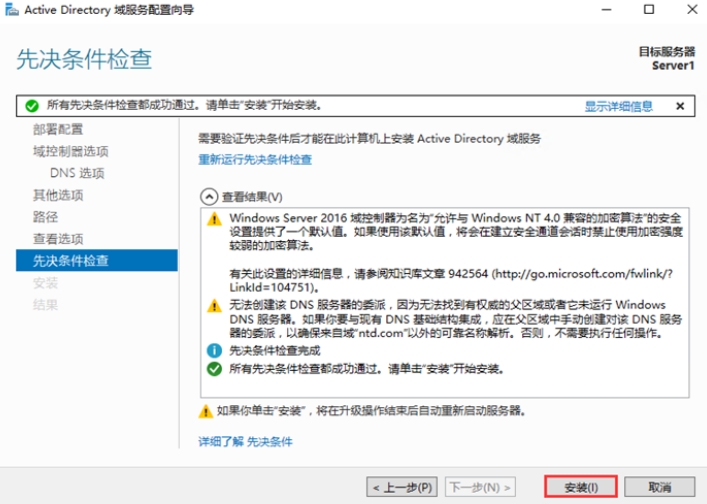 Active Directory 域服务配置向导
先决条件检查
目标服务器
Server1
所有先决条件检查都成功通过。请单击"安装"开始安装。
显示详细信息
部署配置
域控制器选项
DNS 选项
其他选项
路径
查看选项
先决条件检查
安装
结果
需要验证先决条件后才能在此计算机上安装 Active Directory 域服务
重新运行先决条件检查
查看结果(V)
Windows Server 2016 域控制器为名为"允许与 Windows NT 4.0 兼容的加密算法"的安全
设置提供了一个默认值。如果使用该默认值，将会在建立安全通道会话时禁止使用加密强度
较弱的加密算法。
有关此设置的详细信息，请参阅知识库文章 942564 (http://go.microsoft.com/fwlink/?
LinkId=104751)。
无法创建该 DNS 服务器的委派，因为无法找到有权威的父区域或者它未运行 Windows
DNS 服务器。如果你要与现有 DNS 基础结构集成，应在父区域中手动创建对该 DNS 服务
器的委派，以确保来自域"ntd.com"以外的可靠名称解析。否则，不需要执行任何操作。
先决条件检查完成
所有先决条件检查都成功通过。请单击"安装"开始安装。
如果你单击"安装"，将在升级操作结束后自动重新启动服务器。
详细了解 先决条件
< 上一步(P)
下一步(N) >
安装(I)
取消